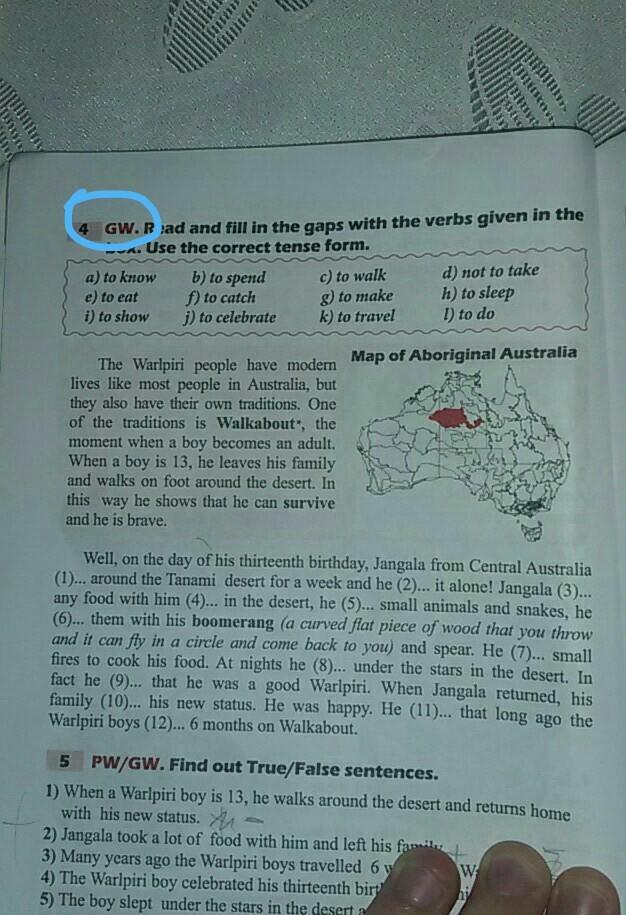 4 GW. Read and fill in the gaps with the verbs given in the
box. Use the correct tense form.
a) to know b) to spend c) to walk d) not to take
e) to eat f) to catch g) to make h) to sleep
i) to show j) to celebrate k) to travel l) to do
The Warlpiri people have modern
lives like most people in Australia, but
they also have their own traditions. One
of the traditions is Walkabout*, the
moment when a boy becomes an adult.
When a boy is 13, he leaves his family
and walks on foot around the desert. In
this way he shows that he can survive
and he is brave.
Map of Aboriginal Australia
Well, on the day of his thirteenth birthday, Jangala from Central Australia
(1)... around the Tanami desert for a week and he (2)... it alone! Jangala (3)...
any food with him (4)... in the desert, he (5)... small animals and snakes, he
(6)... them with his boomerang (a curved flat piece of wood that you throw
and it can fly in a circle and come back to you) and spear. He (7)... small
fires to cook his food. At nights he (8)... under the stars in the desert. In
fact he (9)... that he was a good Warlpiri. When Jangala returned, his
family (10)... his new status. He was happy. He (11)... that long ago the
Warlpiri boys (12)... 6 months on Walkabout.
5 PW/GW. Find out True/False sentences.
1) When a Warlpiri boy is 13, he walks around the desert and returns home
with his new status.
2) Jangala took a lot of food with him and left his family
3) Many years ago the Warlpiri boys travelled 6
4) The Warlpiri boy celebrated his thirteenth
5) The boy slept under the stars in the desert